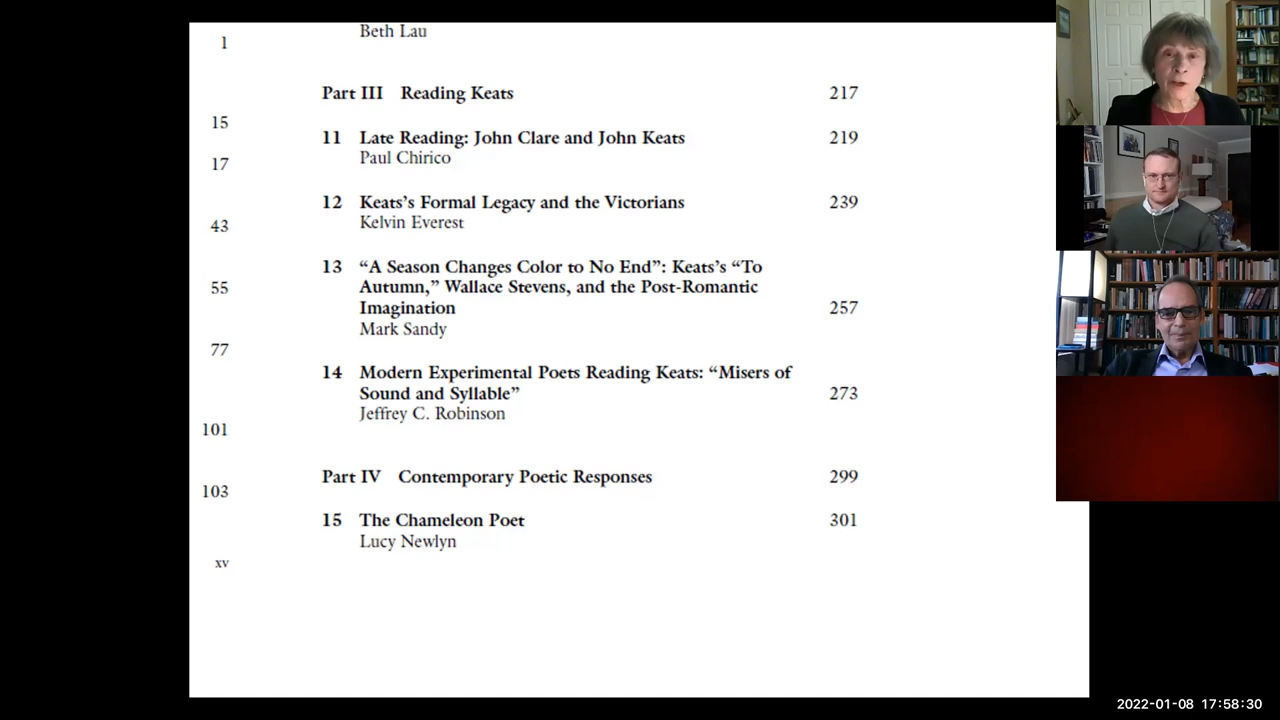 Beth Lau
1
Part III Reading Keats 217
15
11 Late Reading: John Clare and John Keats 219
Paul Chirico
17
12 Keats’s Formal Legacy and the Victorians 239
Kelvin Everest
43
13 “A Season Changes Color to No End”: Keats’s “To
Autumn,” Wallace Stevens, and the Post-Romantic
55
Imagination 257
Mark Sandy
77
14 Modern Experimental Poets Reading Keats: “Misers of
Sound and Syllable” 273
Jeffrey C. Robinson
101
Part IV Contemporary Poetic Responses 299
103
15 The Chameleon Poet 301
Lucy Newlyn
xv
2022-01-08 17:58:30